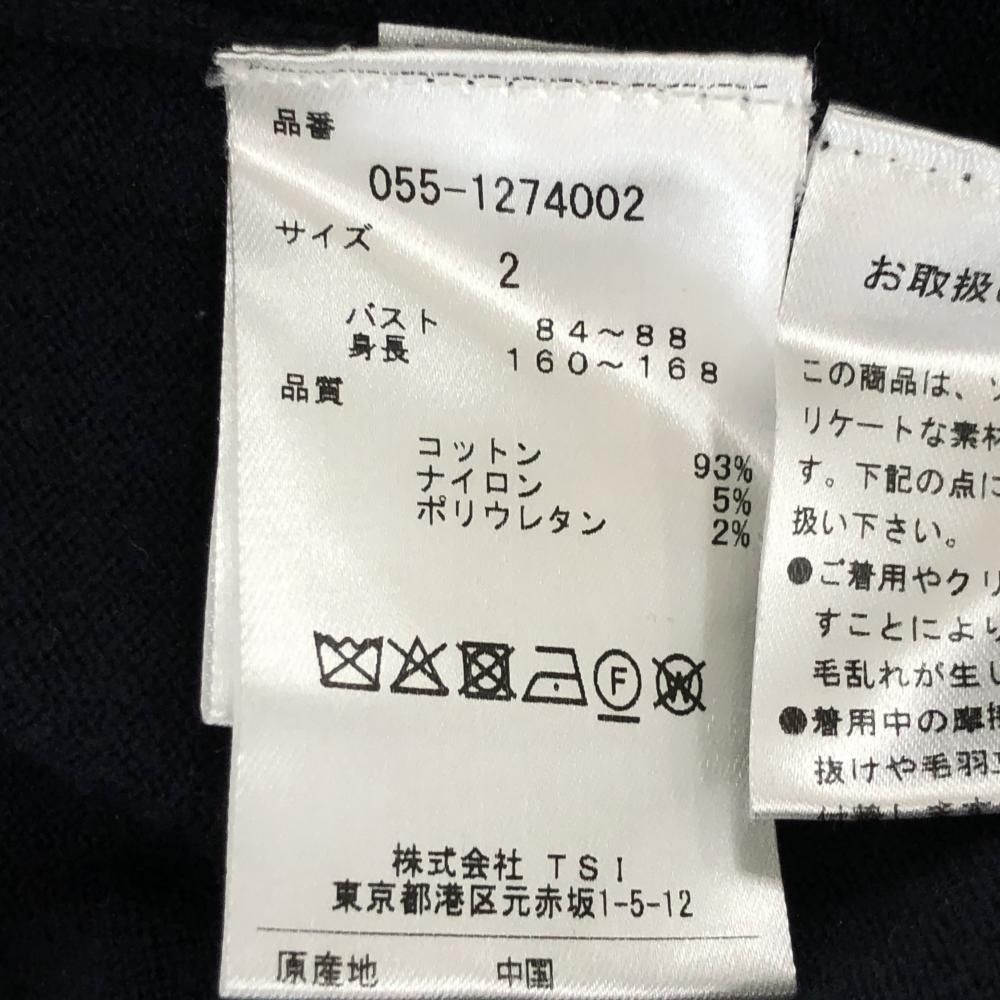 品番
055-1274002
サイズ
2
バスト 84～88
身長 160～168
品質
コットン 93%
ナイロン 5%
ポリウレタン 2%
F
W
株式会社 TSI
東京都港区元赤坂1-5-12
原産地 中国
お取扱
この商品は、
リケートな素材
す。下記の点に
扱い下さい。
●ご着用やクリ
すことにより
毛乱れが生じ
●着用中の摩擦
抜けや毛羽